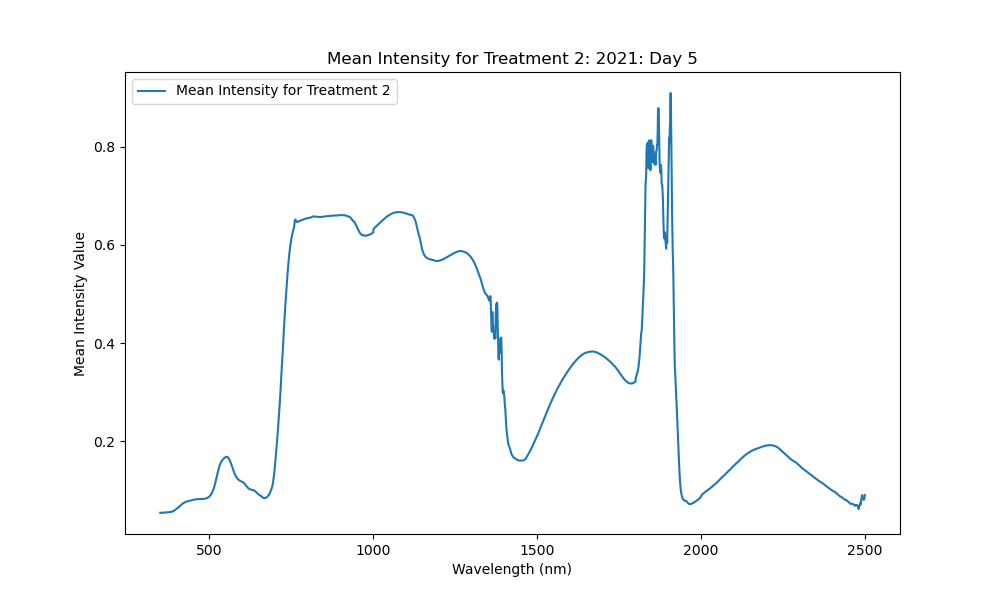 Mean Intensity for Treatment 2: 2021: Day 5
Mean Intensity for Treatment 2
Mean Intensity Value
0.8
0.6
0.4
0.2
500 1000 1500 2000 2500
Wavelength (nm)